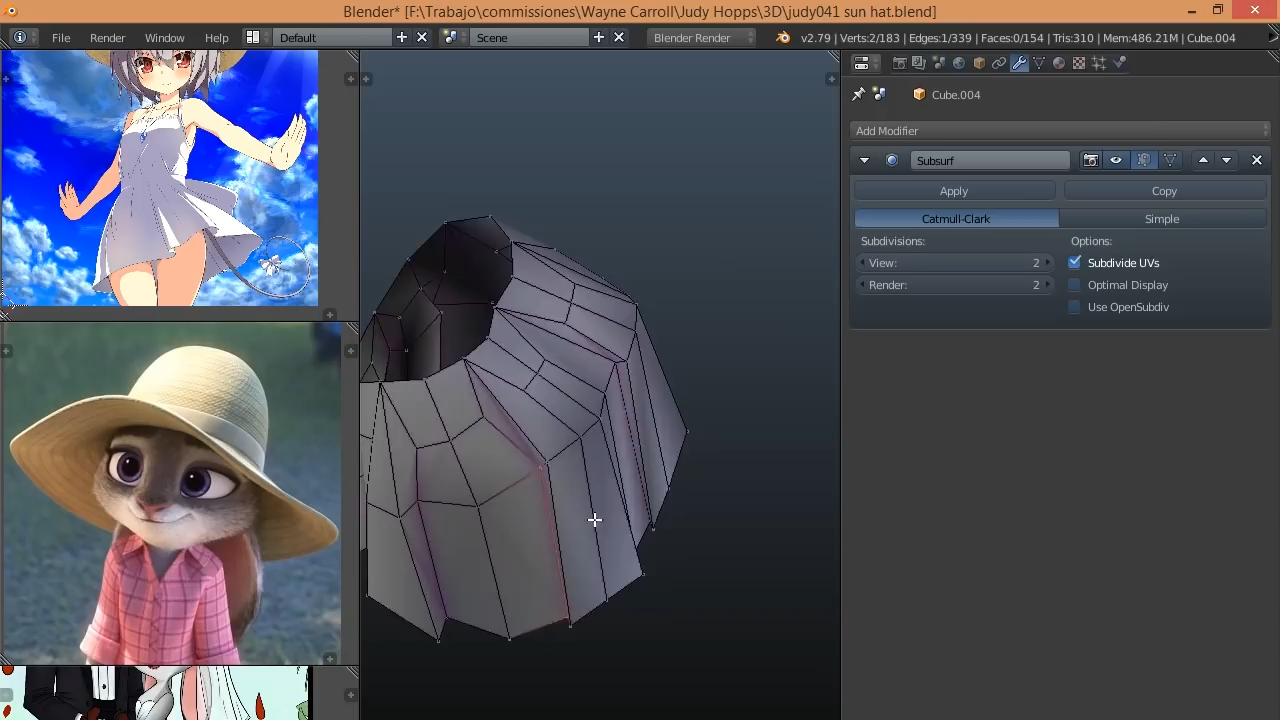 Blender* [F:\Trabajo\commissiones\Wayne Carroll\Judy Hopps\3D\judy041 sun hat.blend]
File Render Window Help Default Scene Blender Render v2.79 | Verts:2/183 | Edges:1/339 | Faces:0/154 | Tris:310 | Mem:486.21M | Cube.004
Cube.004
Add Modifier
Subsurf
Apply Copy
Catmull-Clark Simple
Subdivisions: Options:
View: 2 Subdivide UVs
Render: 2 Optimal Display
Use OpenSubdiv